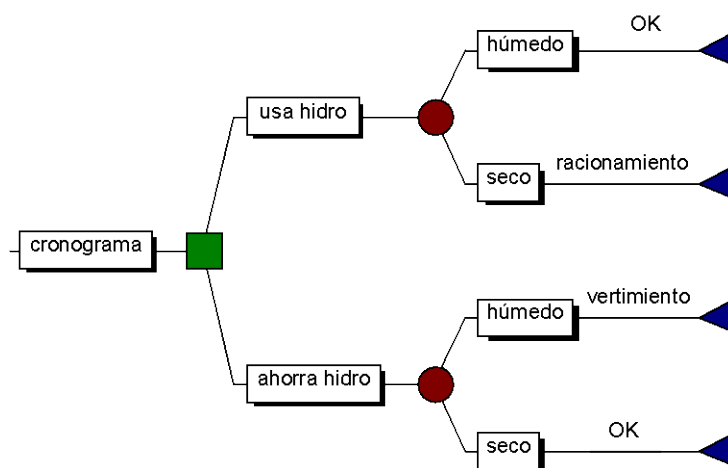 OK
húmedo
usa hidro
seco
racionamiento
cronograma
húmedo
vertimiento
ahorra hidro
seco
OK